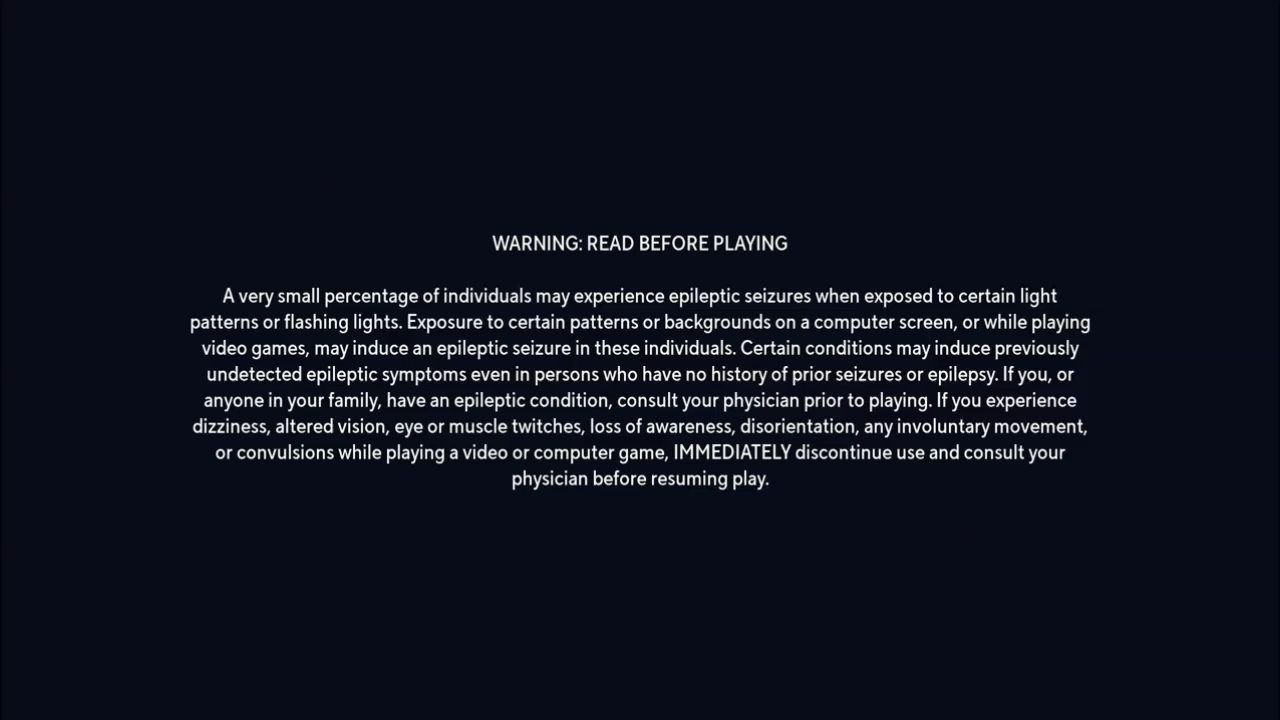 WARNING: READ BEFORE PLAYING
A very small percentage of individuals may experience epileptic seizures when exposed to certain light
patterns or flashing lights. Exposure to certain patterns or backgrounds on a computer screen, or while playing
video games, may induce an epileptic seizure in these individuals. Certain conditions may induce previously
undetected epileptic symptoms even in persons who have no history of prior seizures or epilepsy. If you, or
anyone in your family, have an epileptic condition, consult your physician prior to playing. If you experience
dizziness, altered vision, eye or muscle twitches, loss of awareness, disorientation, any involuntary movement,
or convulsions while playing a video or computer game, IMMEDIATELY discontinue use and consult your
physician before resuming play.